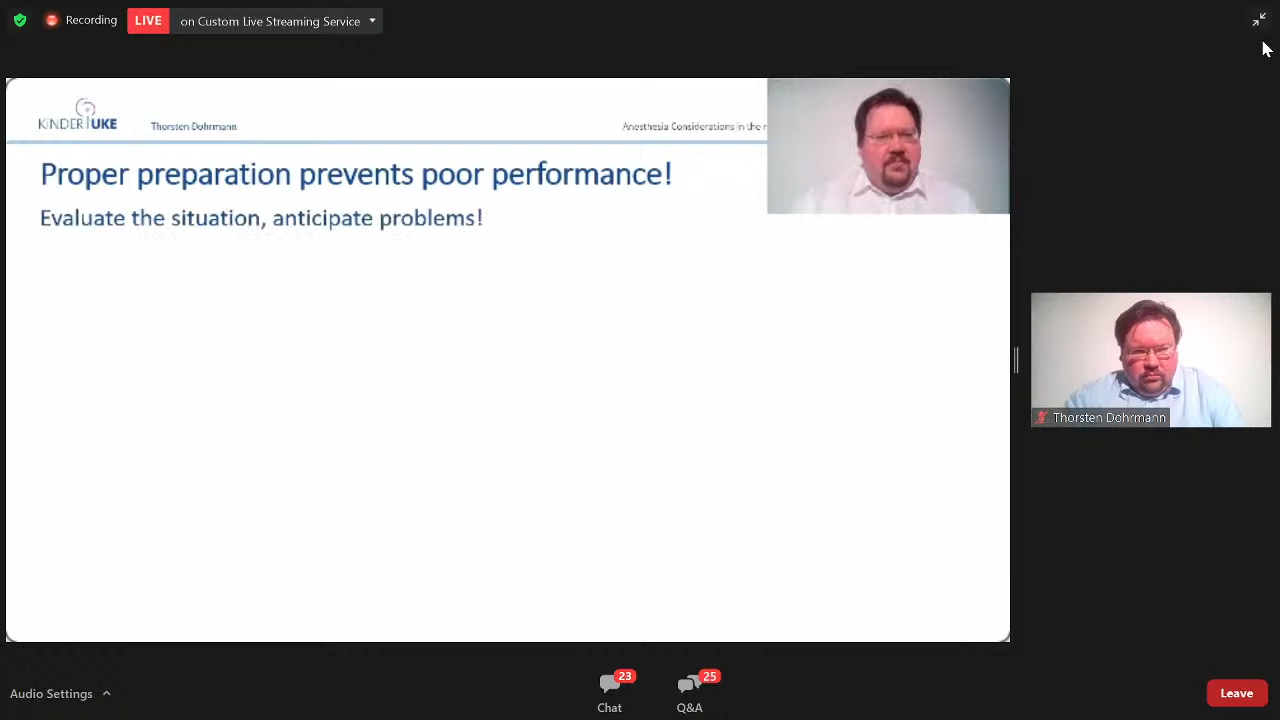 Recording
LIVE
on Custom Live Streaming Service
KINDER UKE
Thorsten Dohrmann
Anesthesia Considerations in the
Proper preparation prevents poor performance!
Evaluate the situation, anticipate problems!
Thorsten Dohrmann
Audio Settings
23
Chat
25
Q&A
Leave